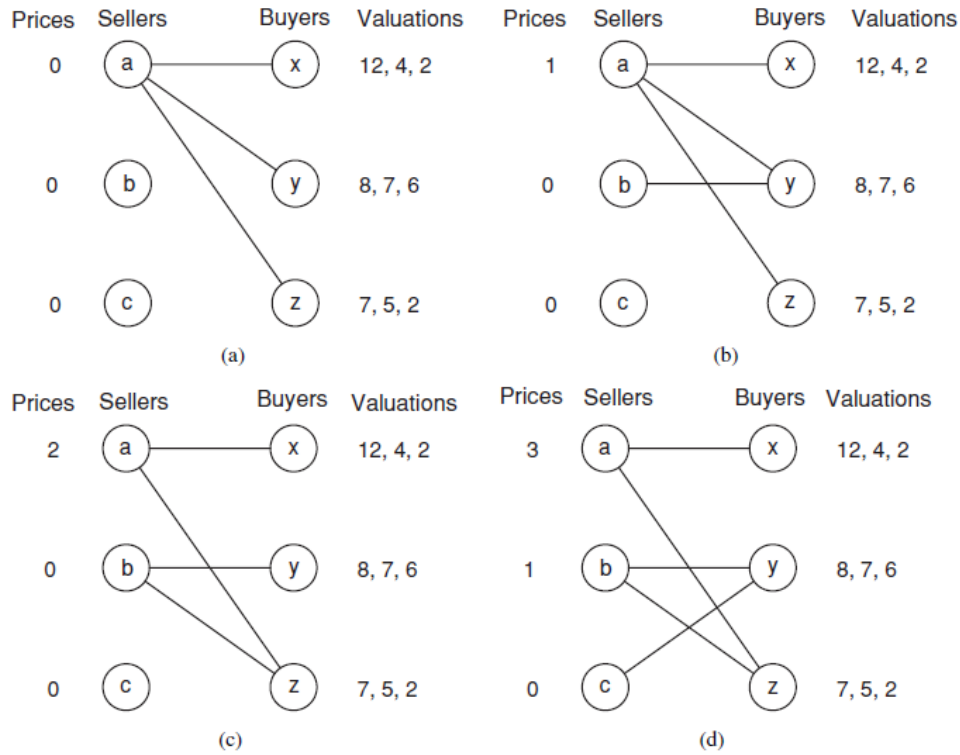 Prices Sellers Buyers Valuations
0 a x 12, 4, 2
0 b y 8, 7, 6
0 c z 7, 5, 2
(a)
Prices Sellers Buyers Valuations
1 a x 12, 4, 2
0 b y 8, 7, 6
0 c z 7, 5, 2
(b)
Prices Sellers Buyers Valuations
2 a x 12, 4, 2
0 b y 8, 7, 6
0 c z 7, 5, 2
(c)
Prices Sellers Buyers Valuations
3 a x 12, 4, 2
1 b y 8, 7, 6
0 c z 7, 5, 2
(d)